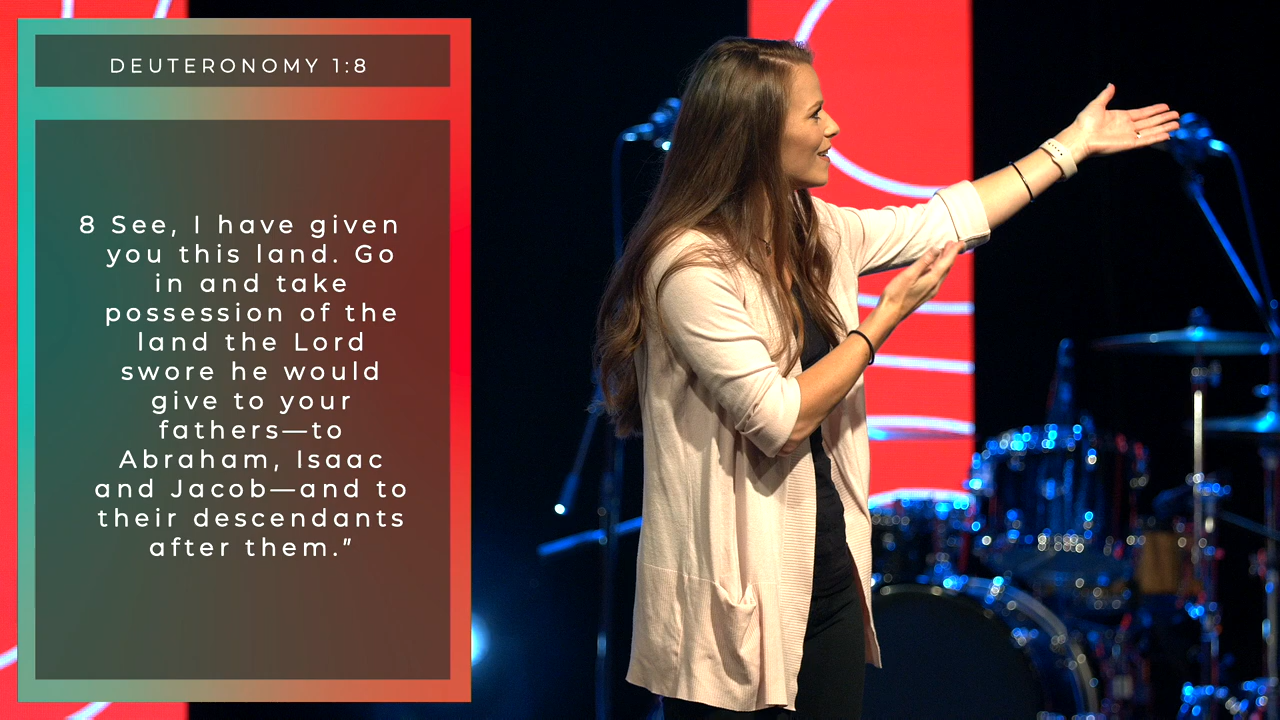 DEUTERONOMY 1:8
8 See, I have given
you this land. Go
in and take
possession of the
land the Lord
swore he would
give to your
fathers—to
Abraham, Isaac
and Jacob—and to
their descendants
after them.”